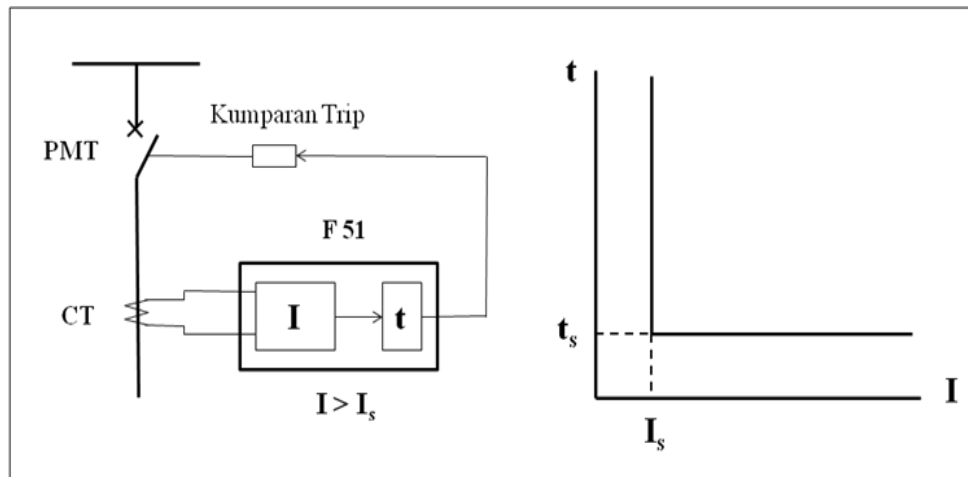 Kumparan Trip
PMT
F 51
CT
I
t
I > Iₛ
t
tₛ
I
Iₛ